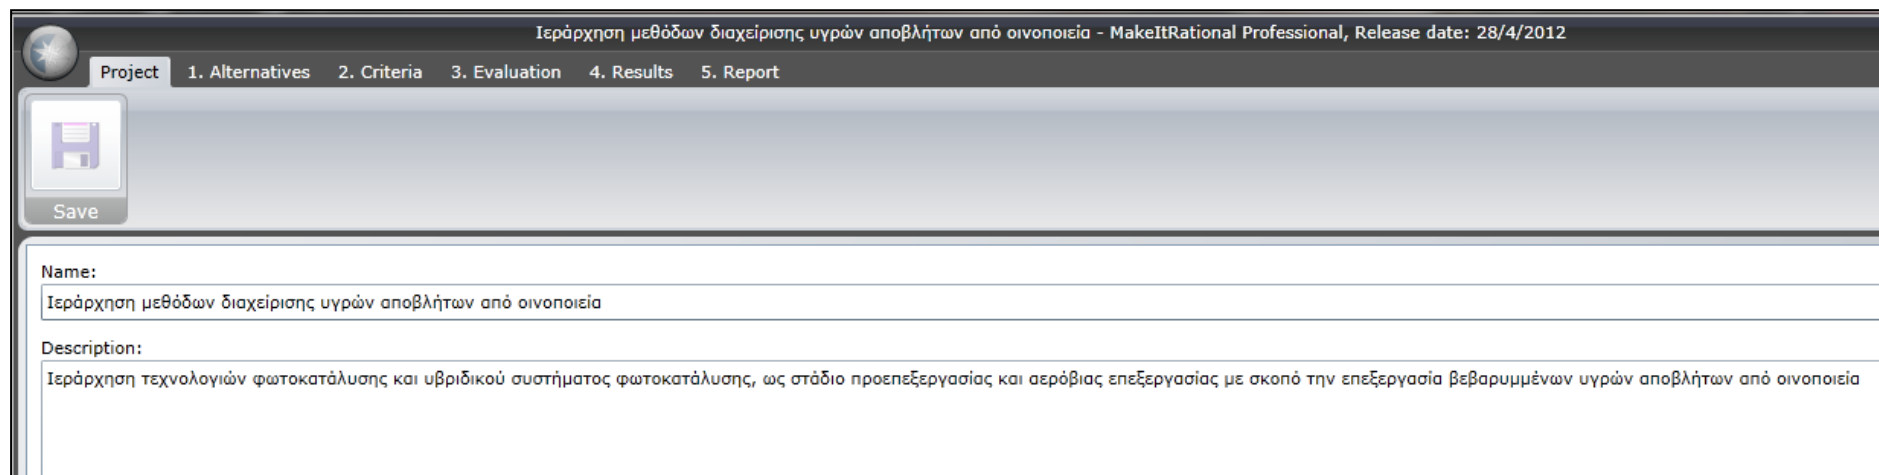 Ιεράρχηση μεθόδων διαχείρισης υγρών αποβλήτων από οινοποιεία - MakeItRational Professional, Release date: 28/4/2012
Project 1. Alternatives 2. Criteria 3. Evaluation 4. Results 5. Report
Save
Name:
Ιεράρχηση μεθόδων διαχείρισης υγρών αποβλήτων από οινοποιεία
Description:
Ιεράρχηση τεχνολογιών φωτοκατάλυσης και υβριδικού συστήματος φωτοκατάλυσης, ως στάδιο προεπεξεργασίας και αερόβιας επεξεργασίας με σκοπό την επεξεργασία βεβαρυμμένων υγρών αποβλήτων από οινοποιεία